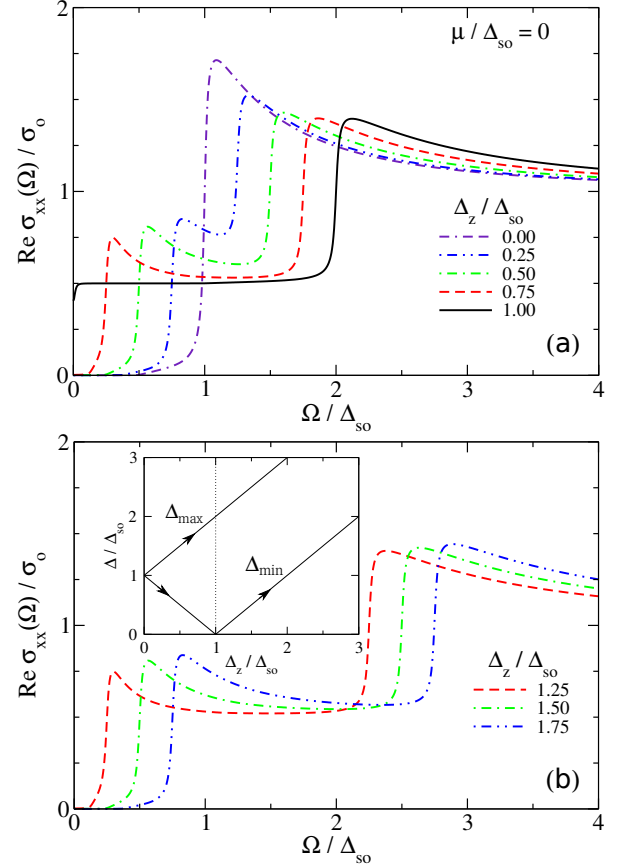 μ / Δso = 0
2
1
0
Re σxx(Ω) / σo
Δz / Δso
0.00
0.25
0.50
0.75
1.00
(a)
0 1 2 3 4
Ω / Δso
2
1
0
Re σxx(Ω) / σo
3
2
1
0
Δ / Δso
Δmax
Δmin
0 1 2 3
Δz / Δso
Δz / Δso
1.25
1.50
1.75
(b)
0 1 2 3 4
Ω / Δso